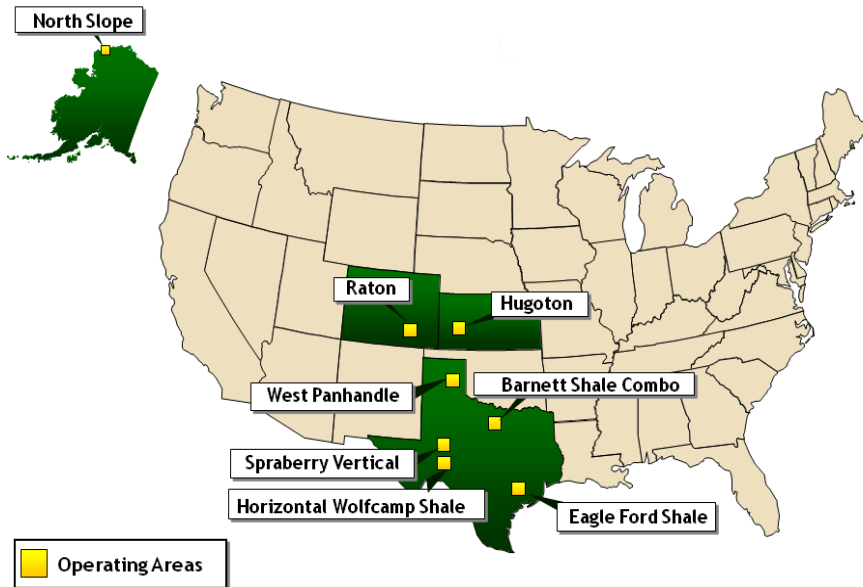 North Slope
Raton
Hugoton
West Panhandle
Barnett Shale Combo
Spraberry Vertical
Horizontal Wolfcamp Shale
Eagle Ford Shale
Operating Areas